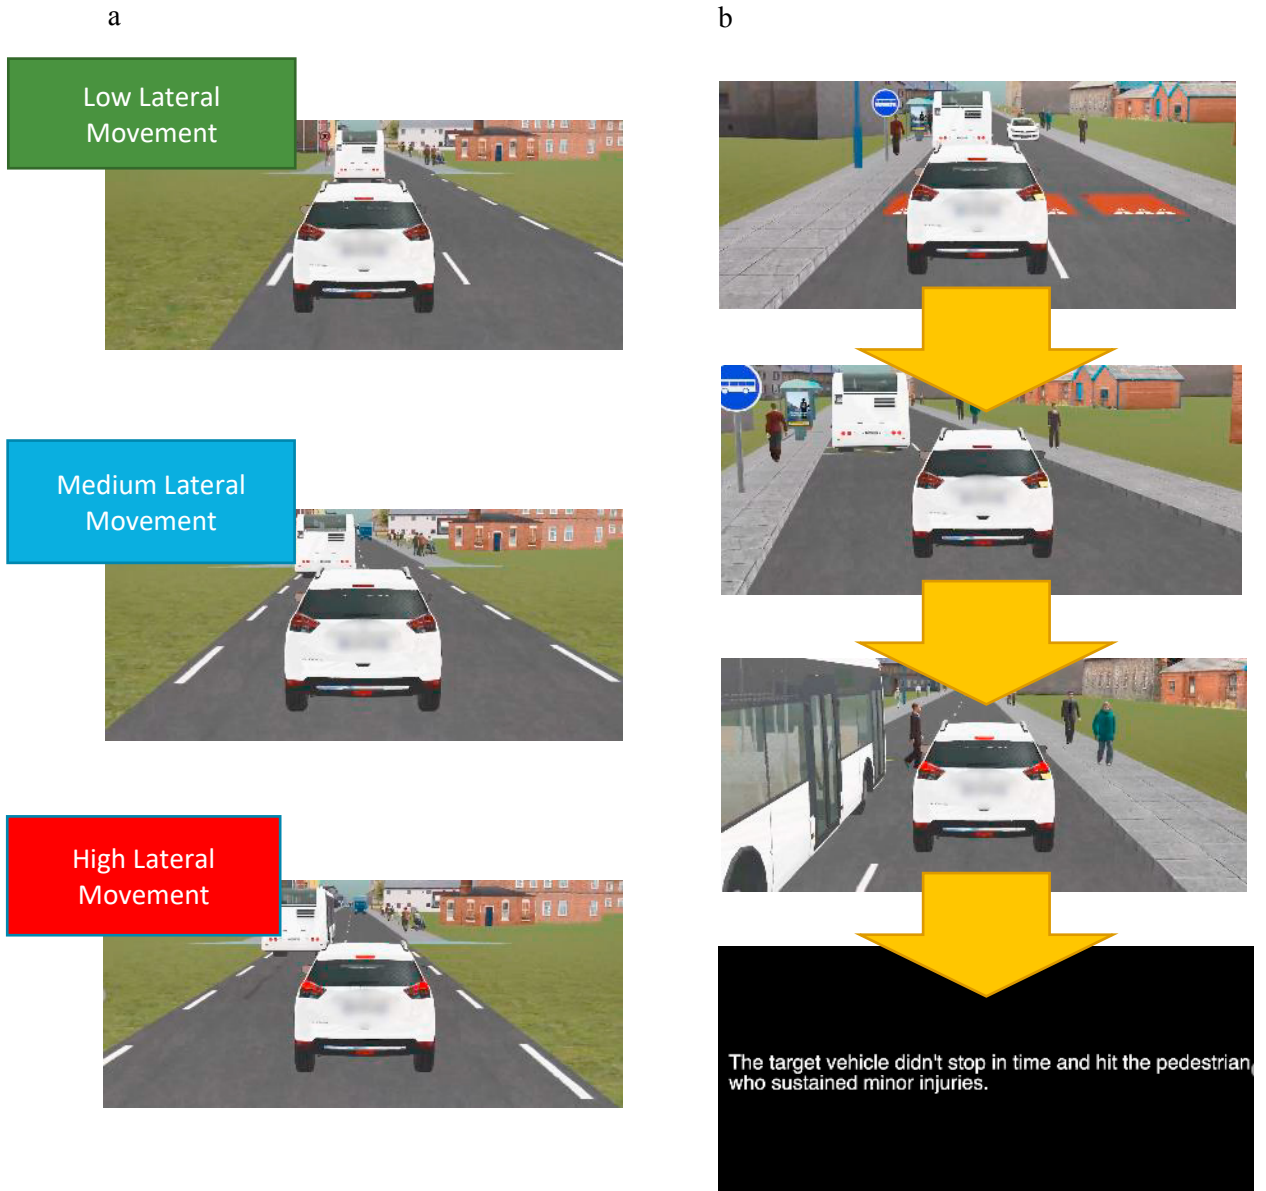 a
b
Low Lateral
Movement
Medium Lateral
Movement
High Lateral
Movement
The target vehicle didn't stop in time and hit the pedestrian
who sustained minor injuries.